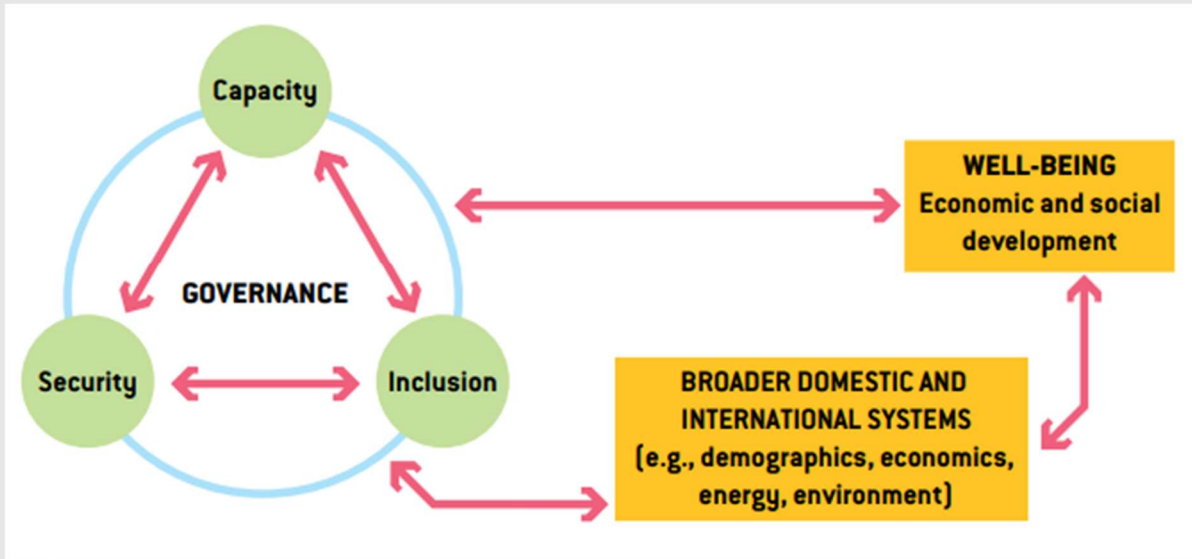 Capacity
GOVERNANCE
Security
Inclusion
WELL-BEING
Economic and social
development
BROADER DOMESTIC AND
INTERNATIONAL SYSTEMS
(e.g., demographics, economics,
energy, environment)